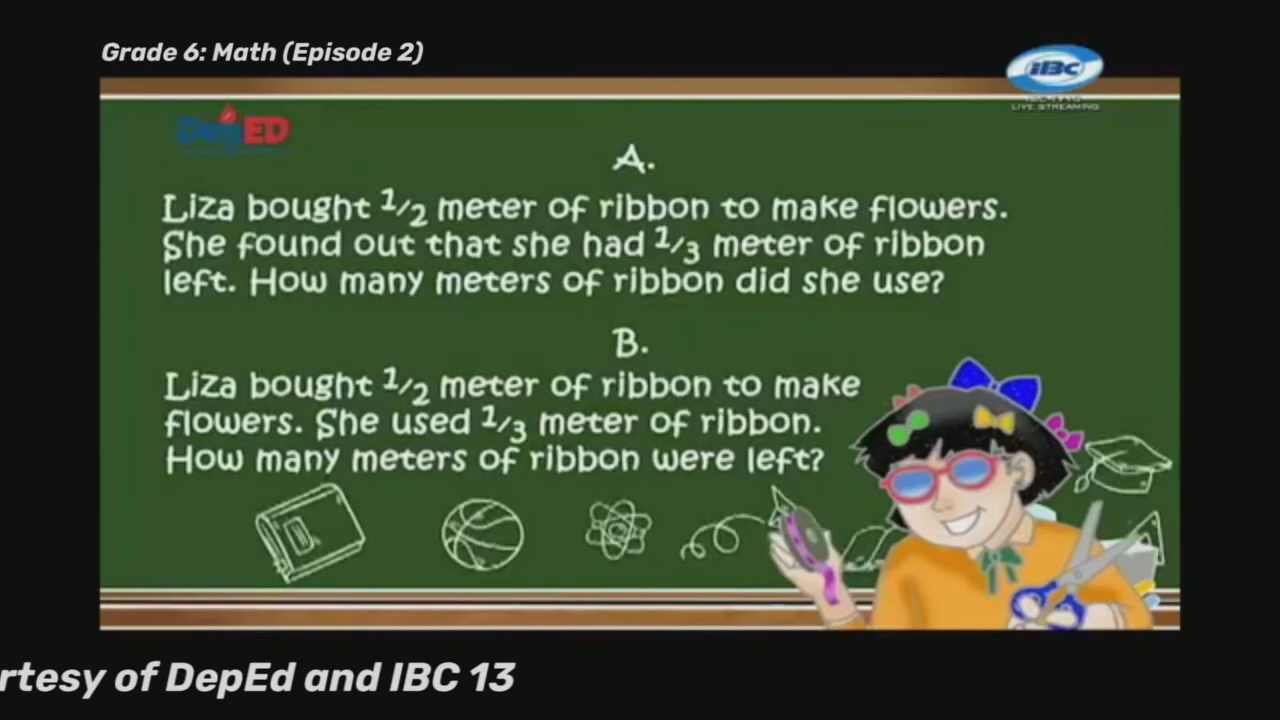 Grade 6: Math (Episode 2)
iBC
LIVE STREAMING
DepED
A.
Liza bought 1/2 meter of ribbon to make flowers.
She found out that she had 1/3 meter of ribbon
left. How many meters of ribbon did she use?
B.
Liza bought 1/2 meter of ribbon to make
flowers. She used 1/3 meter of ribbon.
How many meters of ribbon were left?
rtesy of DepEd and IBC 13